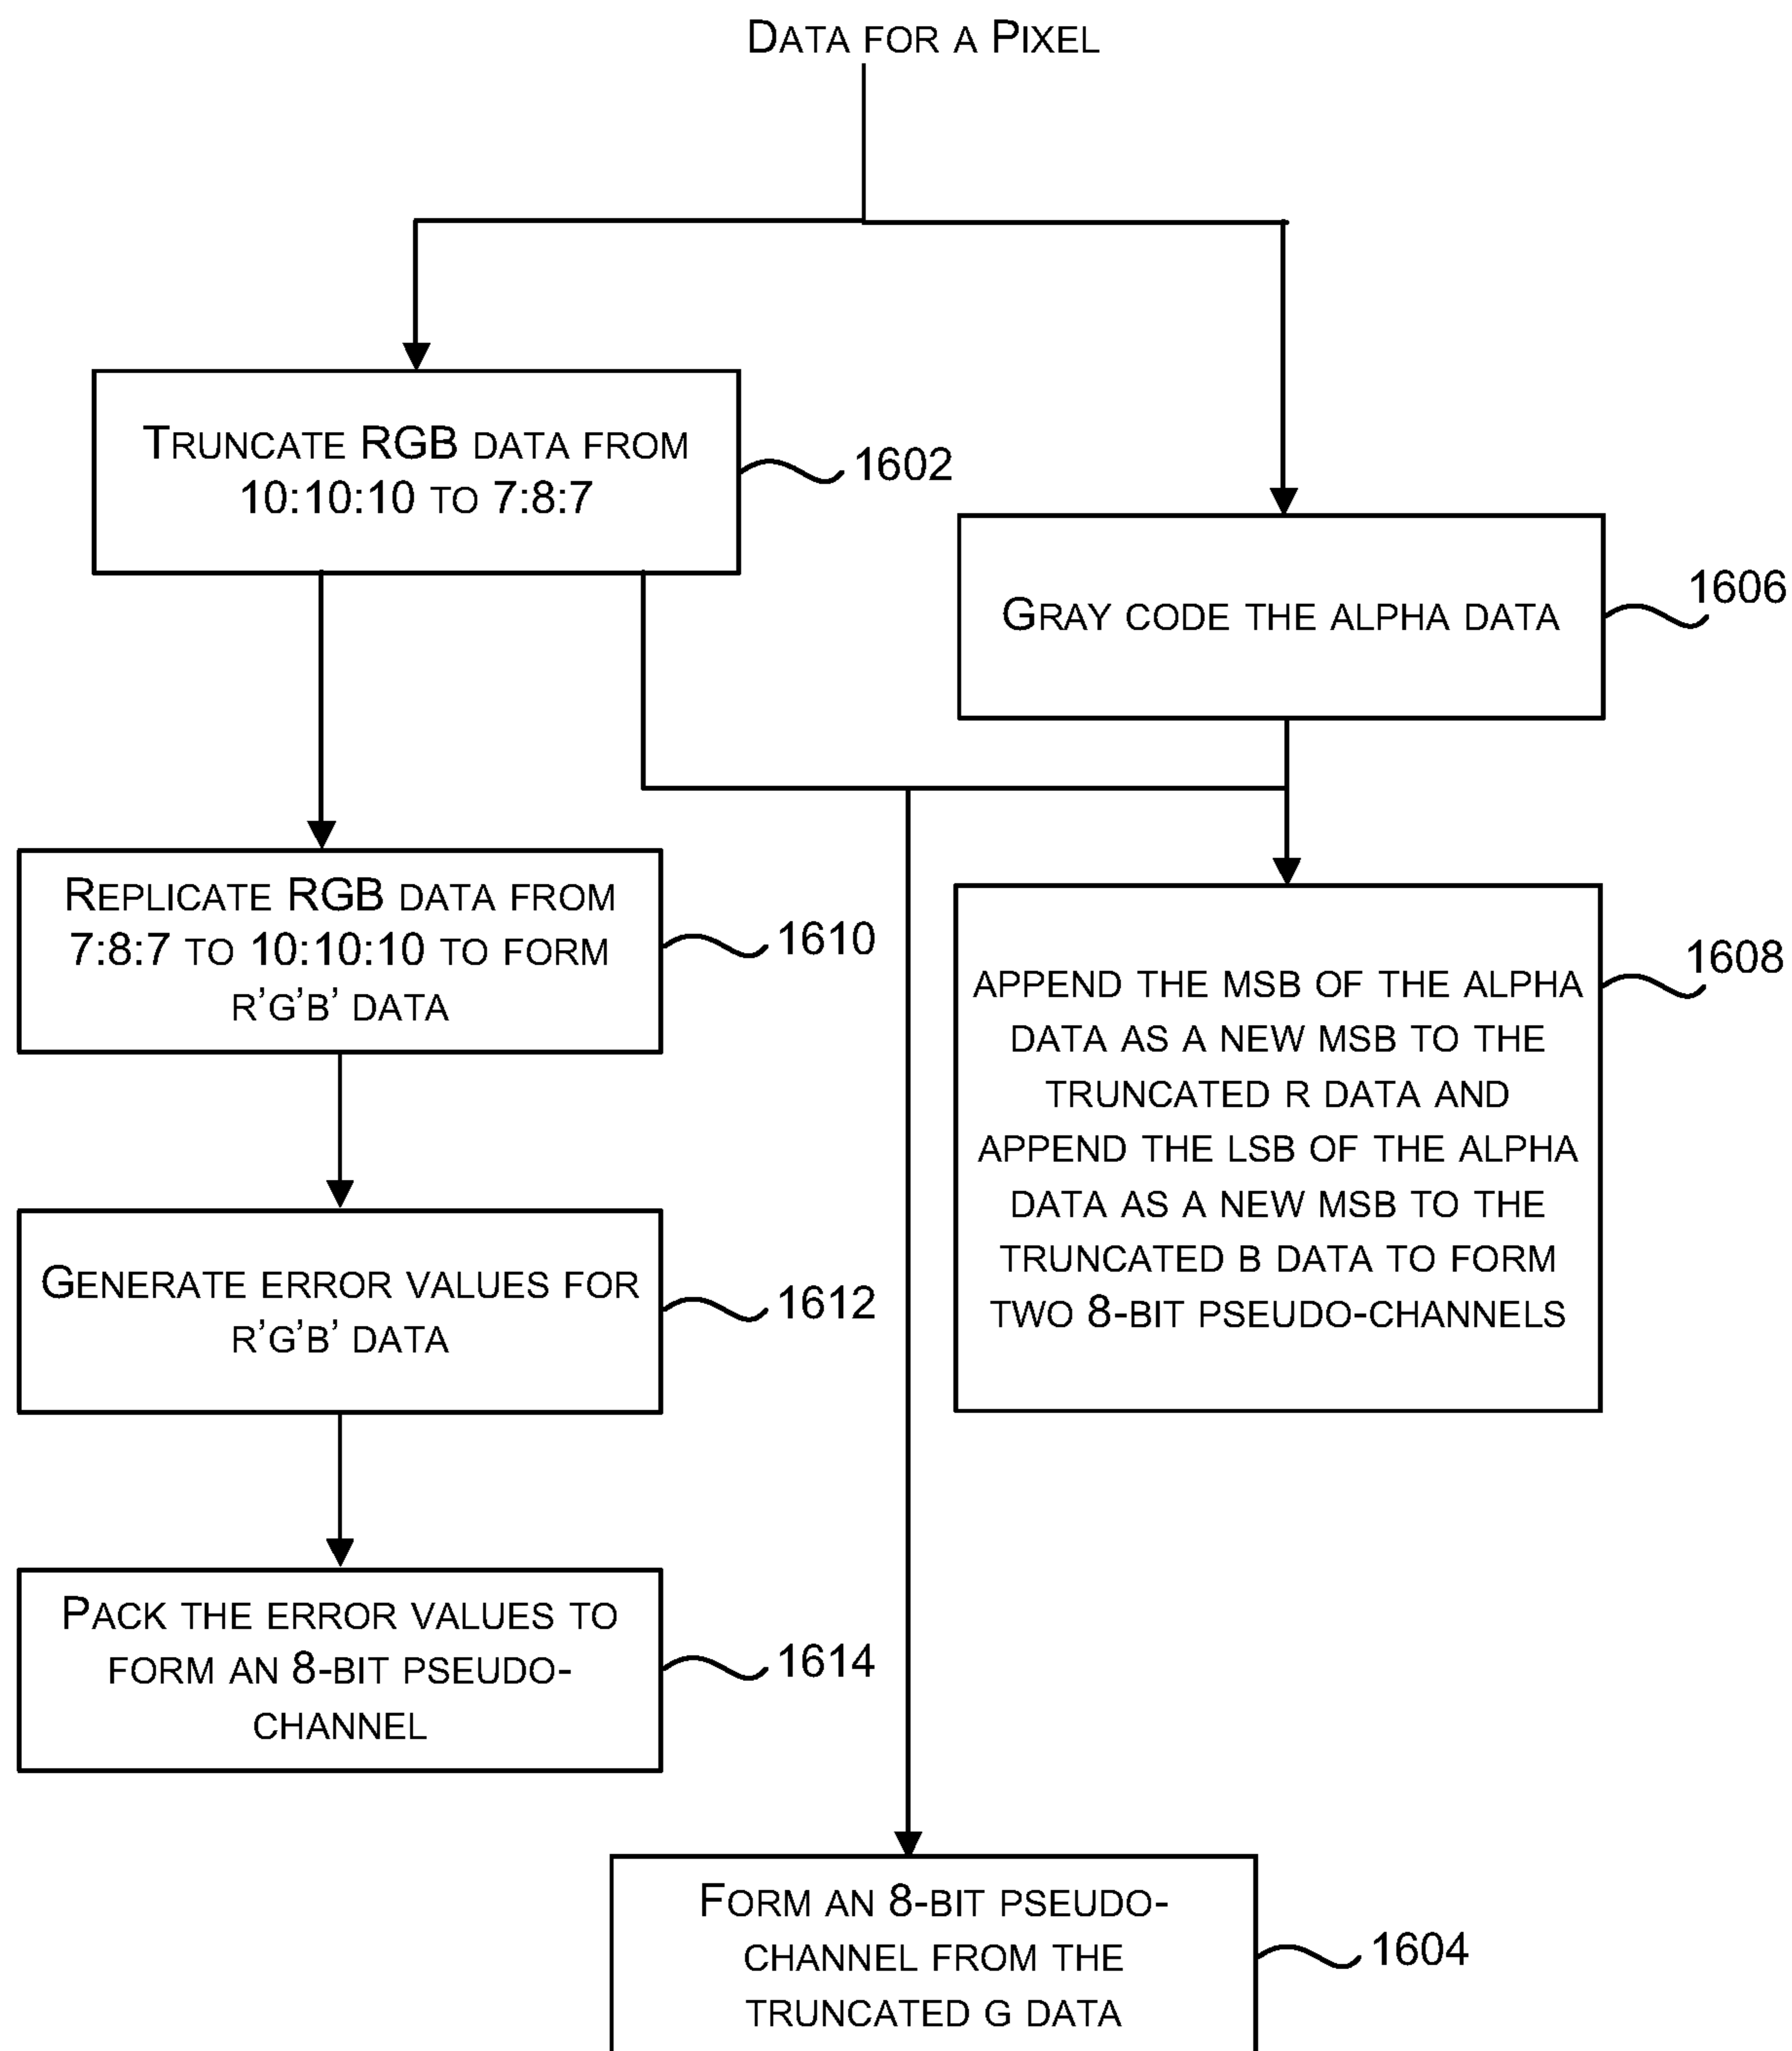 DATA FOR A PIXEL
TRUNCATE RGB DATA FROM
10:10:10 TO 7:8:7
1602
GRAY CODE THE ALPHA DATA
1606
REPLICATE RGB DATA FROM
7:8:7 TO 10:10:10 TO FORM
R'G'B' DATA
1610
APPEND THE MSB OF THE ALPHA
DATA AS A NEW MSB TO THE
TRUNCATED R DATA AND
APPEND THE LSB OF THE ALPHA
DATA AS A NEW MSB TO THE
TRUNCATED B DATA TO FORM
TWO 8-BIT PSEUDO-CHANNELS
1608
GENERATE ERROR VALUES FOR
R'G'B' DATA
1612
PACK THE ERROR VALUES TO
FORM AN 8-BIT PSEUDO-
CHANNEL
1614
FORM AN 8-BIT PSEUDO-
CHANNEL FROM THE
TRUNCATED G DATA
1604